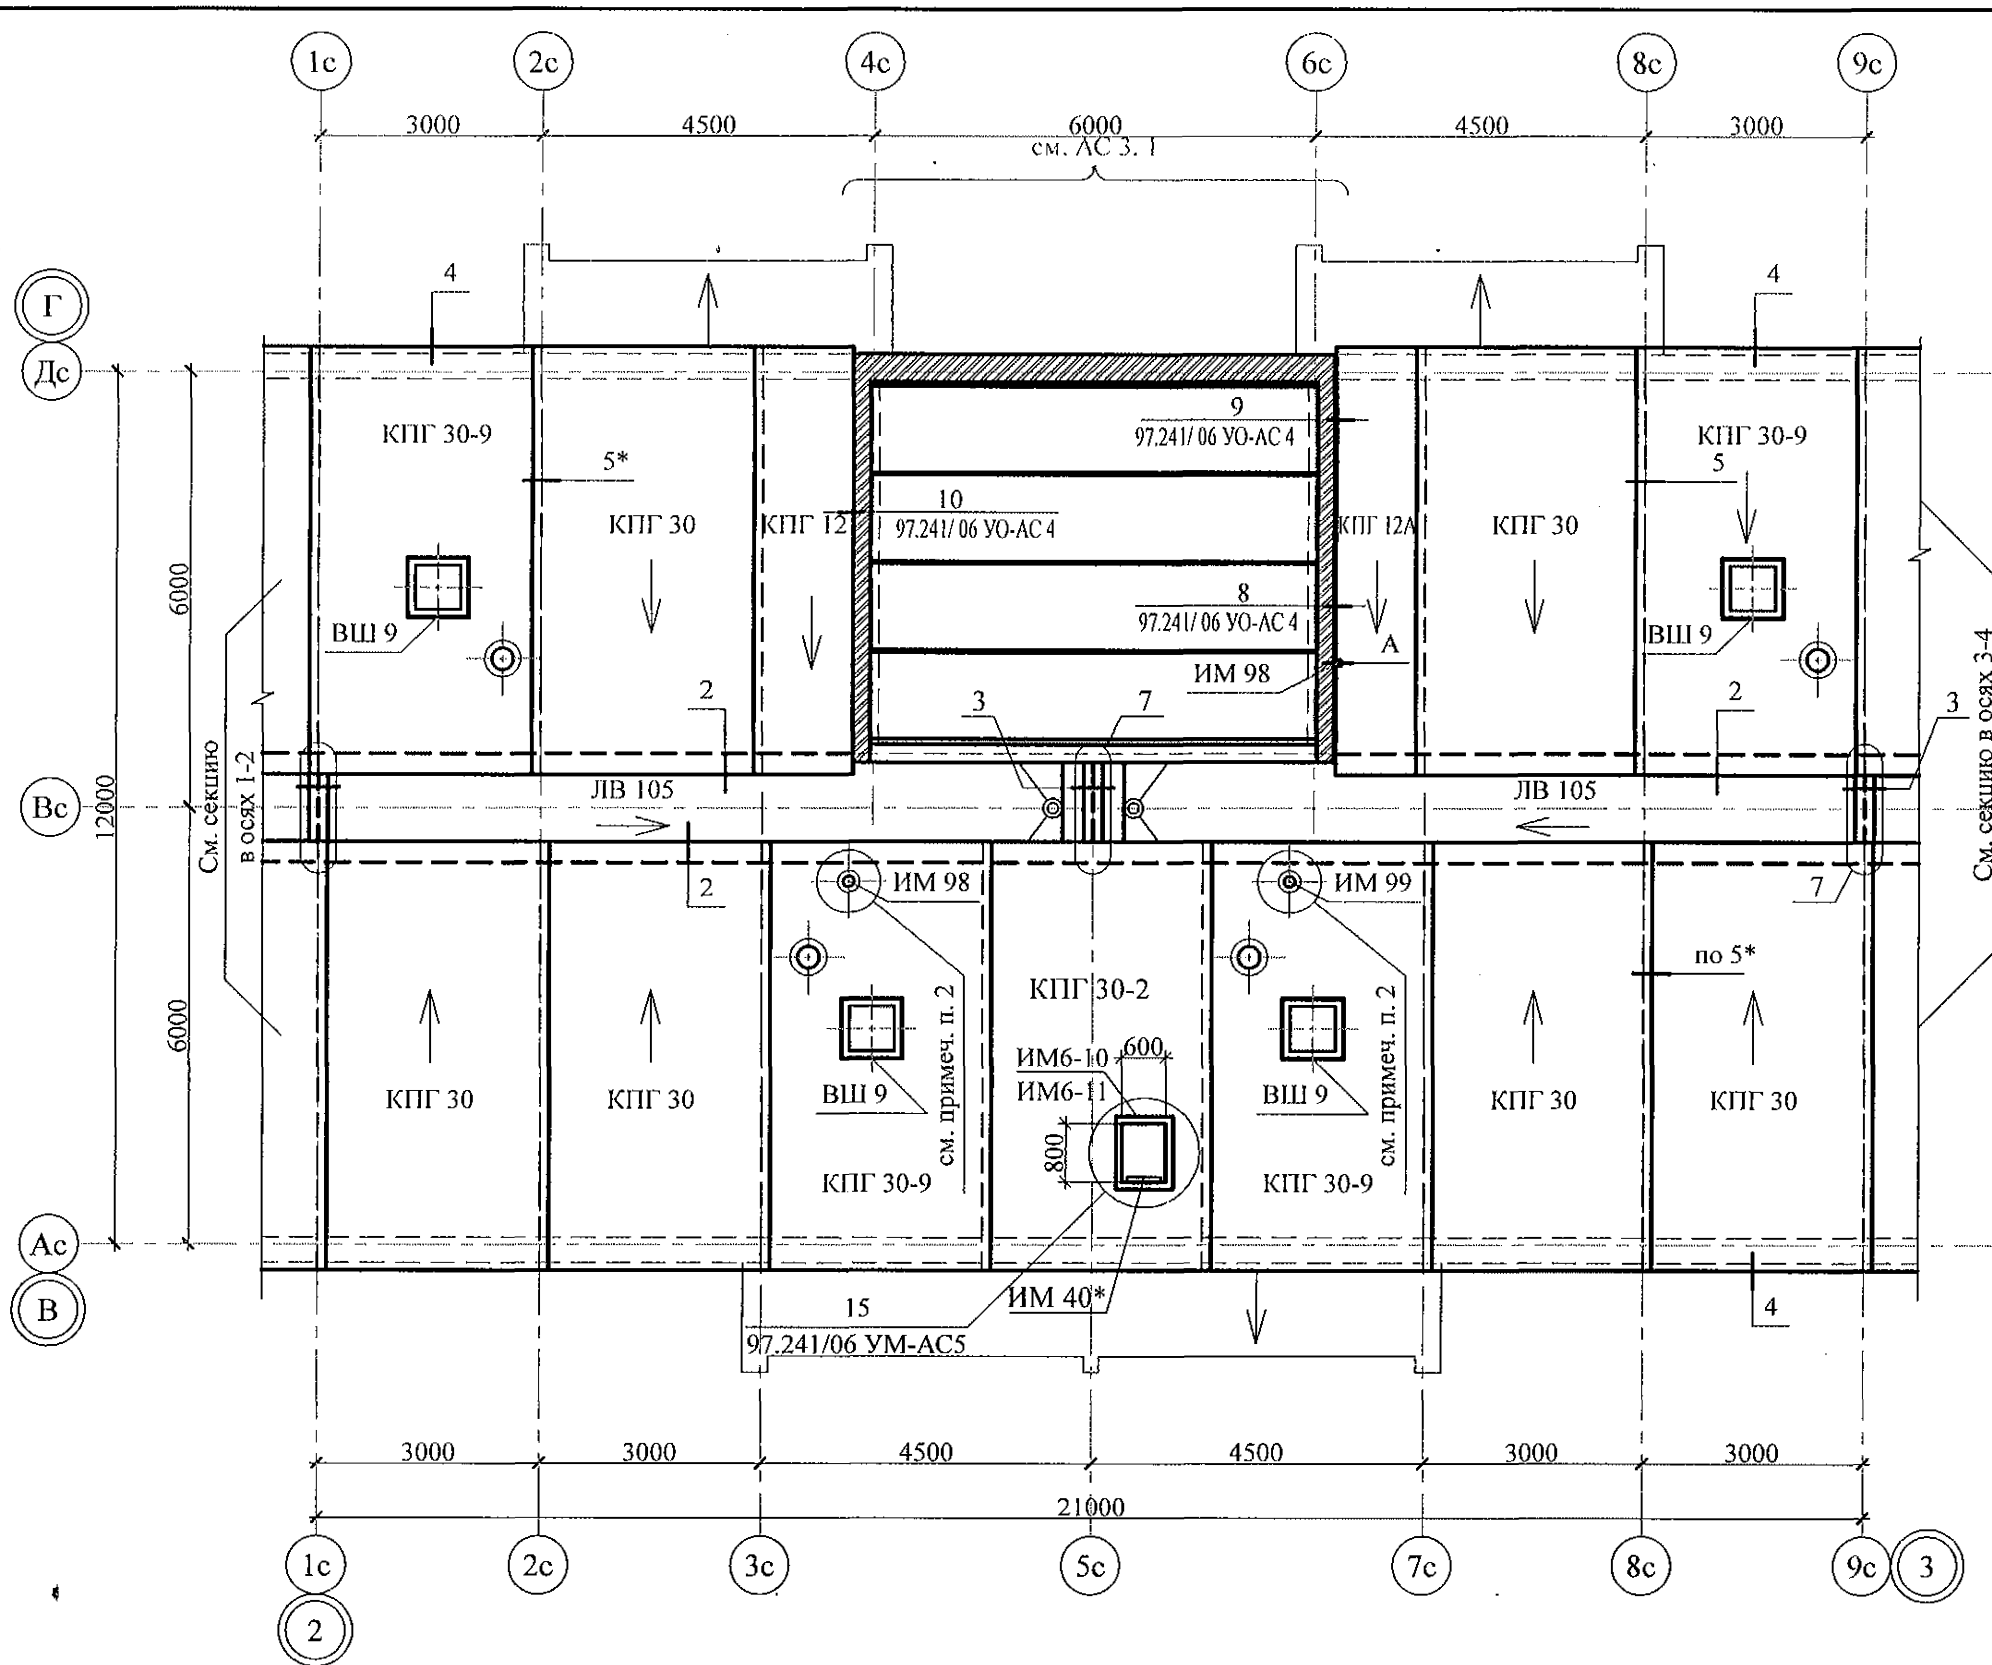 1с 2с 4с 6с 8с 9с
3000 4500 6000 4500 3000
см. АС 3. 1
4 4
Г
Дс
КПГ 30-9
9
97.241/ 06 УО-АС 4
КПГ 30-9
5*
5
10
97.241/ 06 УО-АС 4
КПГ 30
КПГ 12
КПГ 12А
КПГ 30
6000
8
97.241/ 06 УО-АС 4
ВШ 9
ВШ 9
А
ИМ 98
2 3 7 2 3
См. секцию
в осях 1-2
См. секцию в осях 3-4
ЛВ 105
ЛВ 105
Вс
12000
2
ИМ 98
ИМ 99
7
по 5*
КПГ 30-2
6000
см. примеч. п. 2
см. примеч. п. 2
ИМ6-10
600
ИМ6-11
800
КПГ 30
КПГ 30
ВШ 9
ВШ 9
КПГ 30
КПГ 30
КПГ 30-9
КПГ 30-9
Ас
В
15
97.241/06 УМ-АС5
ИМ 40*
4
3000 3000 4500 4500 3000 3000
21000
1с 2с 3с 5с 7с 8с 9с 3
2